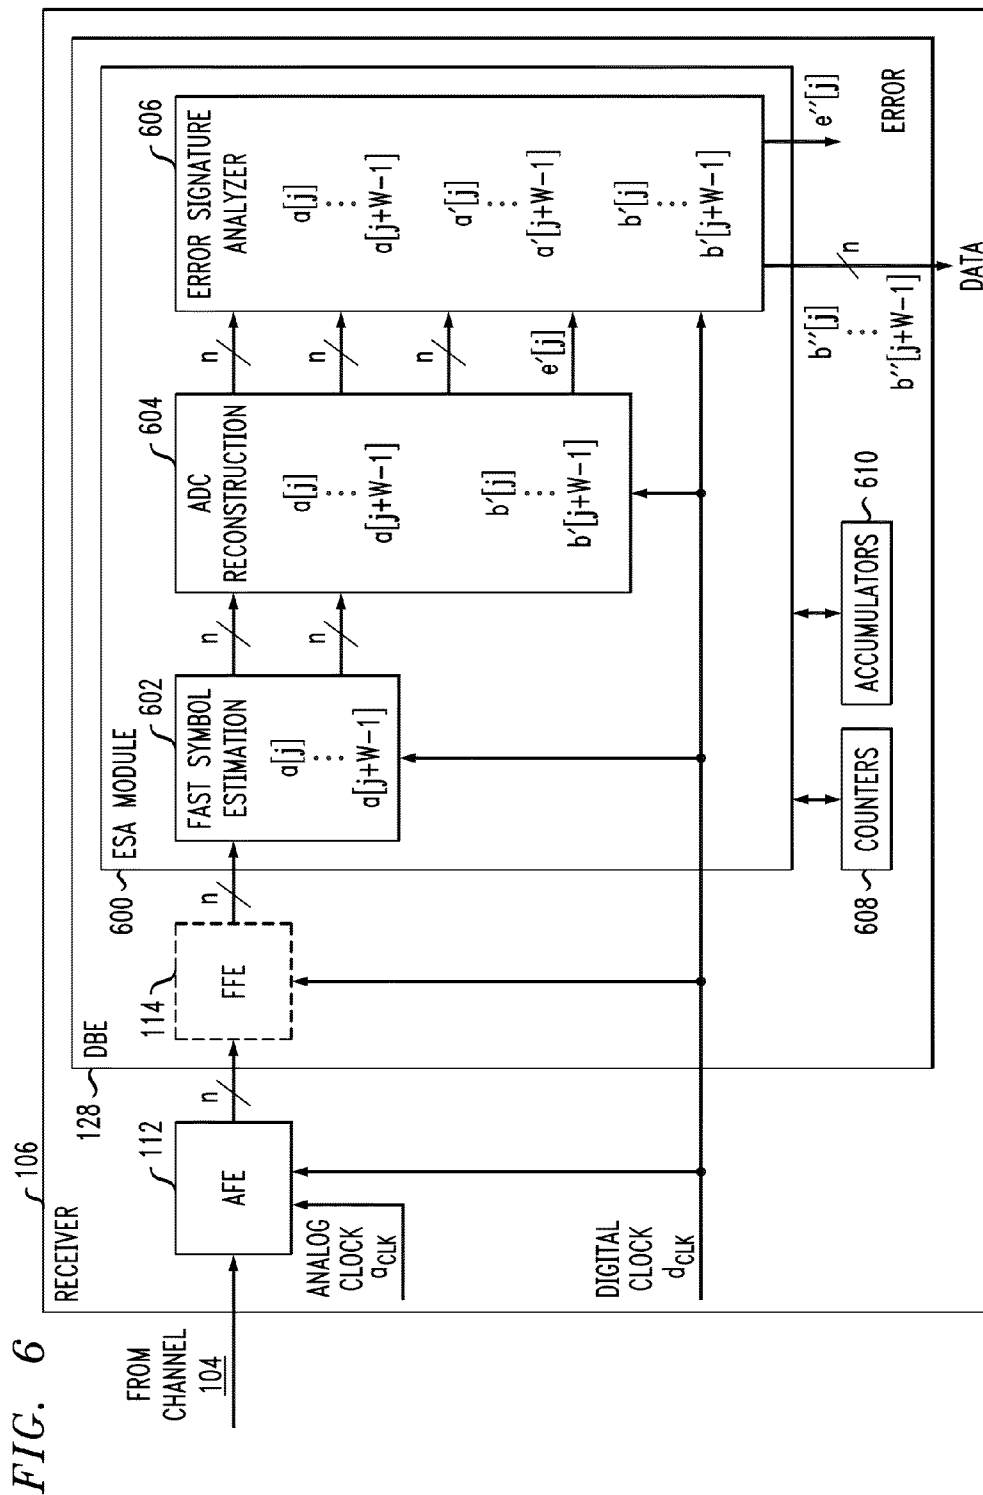 FIG. 6
RECEIVER
106
128
DBE
600
ESA MODULE
FROM
CHANNEL
104
AFE
112
n
FFE
114
n
FAST SYMBOL
ESTIMATION
602
a[j]
...
a[j+W-1]
n
n
ADC
RECONSTRUCTION
604
a[j]
...
a[j+W-1]
b'[j]
...
b'[j+W-1]
n
n
n
e'[j]
ERROR SIGNATURE
ANALYZER
606
a[j]
...
a[j+W-1]
a'[j]
...
a'[j+W-1]
b'[j]
...
b'[j+W-1]
ANALOG
CLOCK
aCLK
DIGITAL
CLOCK
dCLK
608
COUNTERS
ACCUMULATORS
610
b''[j]
...
b''[j+W-1]
n
DATA
e''[j]
ERROR